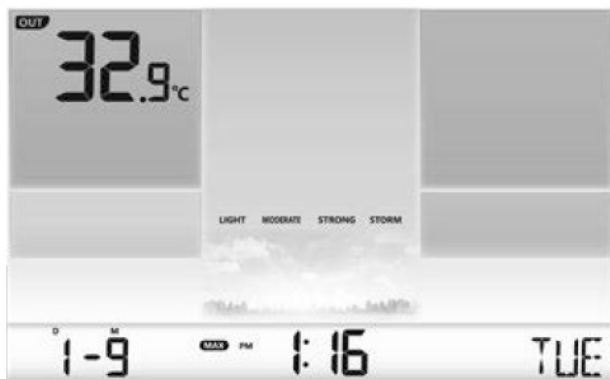 OUT
32.9°C
LIGHT MODERATE STRONG STORM
D M
1-9 MAX PM 1:16 TUE